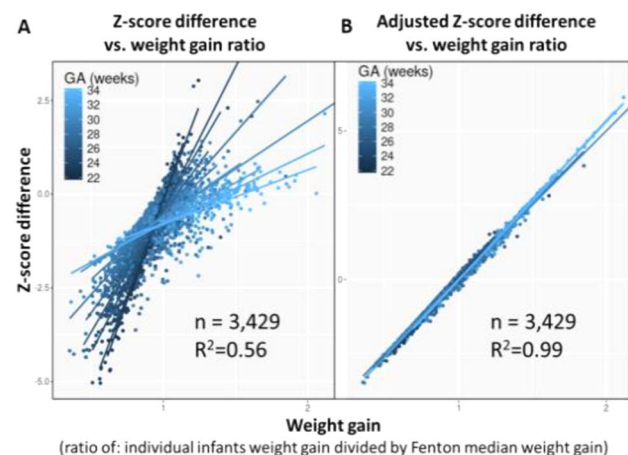 A
Z-score difference
vs. weight gain ratio
B
Adjusted Z-score difference
vs. weight gain ratio
GA (weeks)
34
32
30
28
26
24
22
2.5
0.0
-2.5
-5.0
Z-score difference
n = 3,429
R²=0.56
1
2
GA (weeks)
34
32
30
28
26
24
22
5
0
n = 3,429
R²=0.99
1
2
Weight gain
(ratio of: individual infants weight gain divided by Fenton median weight gain)